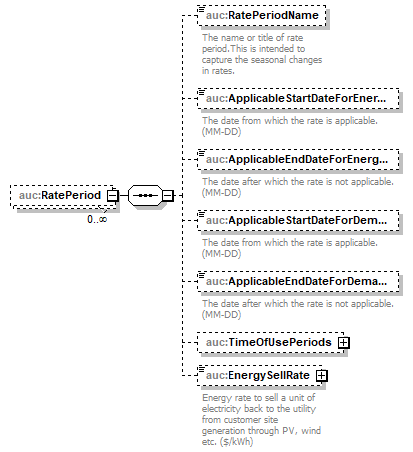 auc:RatePeriodName
The name or title of rate
period.This is intended to
capture the seasonal changes
in rates.
auc:ApplicableStartDateForEner...
The date from which the rate is applicable.
(MM-DD)
auc:ApplicableEndDateForEnerg...
The date after which the rate is not applicable.
(MM-DD)
auc:RatePeriod
0..∞
auc:ApplicableStartDateForDem...
The date from which the rate is applicable.
(MM-DD)
auc:ApplicableEndDateForDema...
The date after which the rate is not applicable.
(MM-DD)
auc:TimeOfUsePeriods
auc:EnergySellRate
Energy rate to sell a unit of
electricity back to the utility
from customer site
generation through PV, wind
etc. ($/kWh)